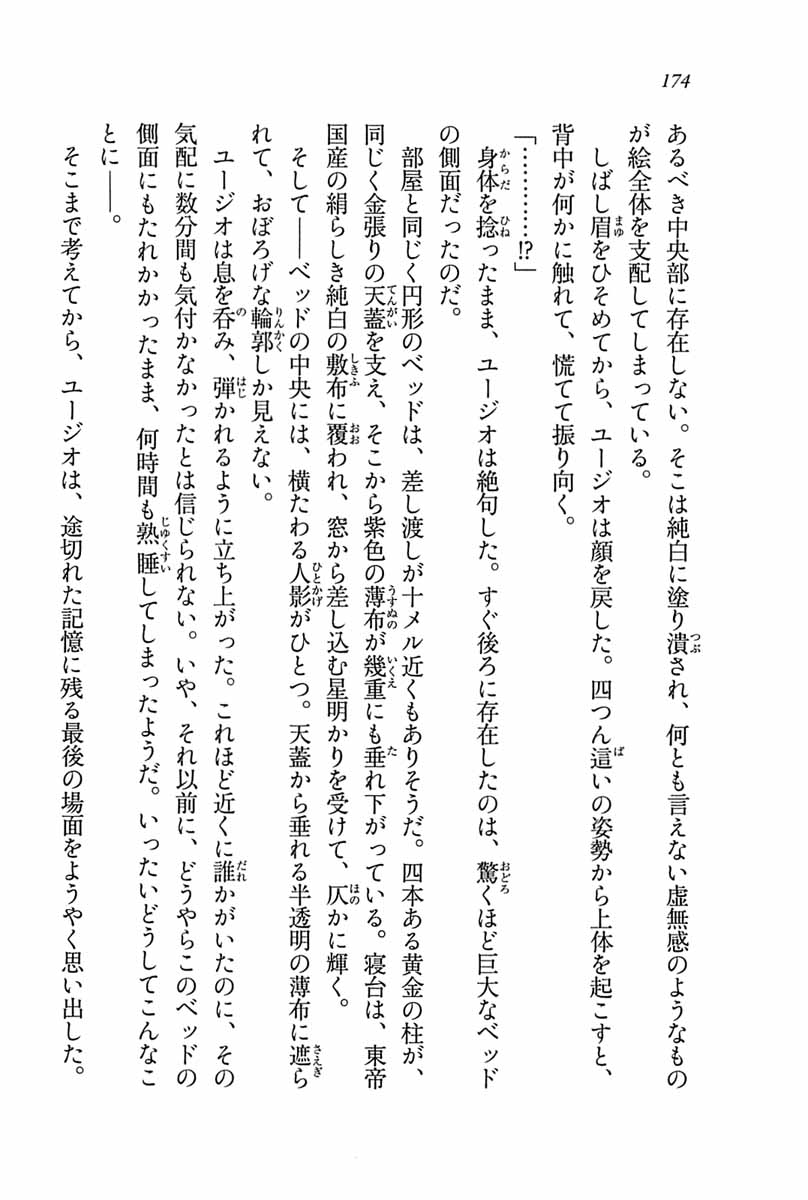 174
あるべき中央部に存在しない。そこは純白に塗り潰され、何とも言えない虚無感のようなもの
が絵全体を支配してしまっている。
しばし眉をひそめてから、ユージオは顔を戻した。四つん這いの姿勢から上体を起こすと、
背中が何かに触れて、慌てて振り向く。
「…………!?」
身体を捻ったまま、ユージオは絶句した。すぐ後ろに存在したのは、驚くほど巨大なベッド
の側面だったのだ。
部屋と同じく円形のベッドは、差し渡しが十メル近くもありそうだ。四本ある黄金の柱が、
同じく金張りの天蓋を支え、そこから紫色の薄布が幾重にも垂れ下がっている。寝台は、東帝
国産の絹らしき純白の敷布に覆われ、窓から差し込む星明かりを受けて、仄かに輝く。
そして――ベッドの中央には、横たわる人影がひとつ。天蓋から垂れる半透明の薄布に遮ら
れて、おぼろげな輪郭しか見えない。
ユージオは息を呑み、弾かれるように立ち上がった。これほど近くに誰かがいたのに、その
気配に数分間も気付かなかったとは信じられない。いや、それ以前に、どうやらこのベッドの
側面にもたれかかったまま、何時間も熟睡してしまったようだ。いったいどうしてこんなこ
とに――。
そこまで考えてから、ユージオは、途切れた記憶に残る最後の場面をようやく思い出した。